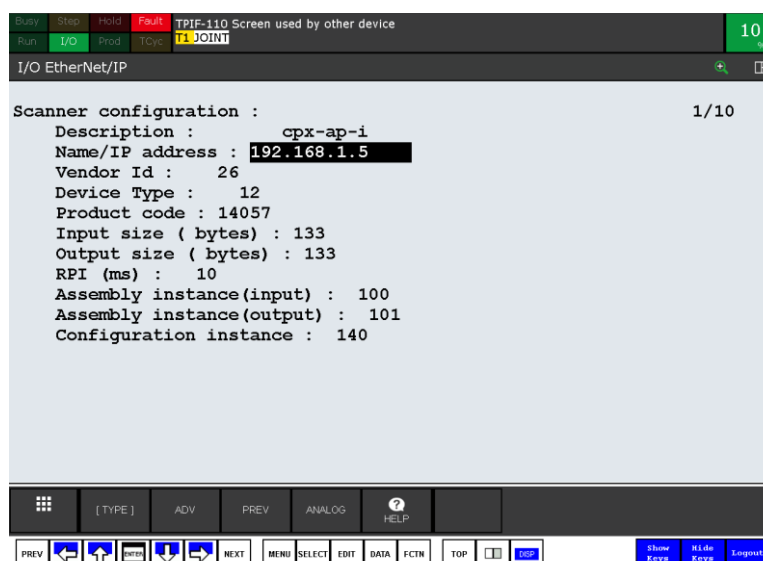 Busy Step Hold Fault TPIF-110 Screen used by other device
Run I/O Prod TCyc T1 JOINT 10
I/O EtherNet/IP
Scanner configuration : 1/10
Description : cpx-ap-i
Name/IP address : 192.168.1.5
Vendor Id : 26
Device Type : 12
Product code : 14057
Input size ( bytes) : 133
Output size ( bytes) : 133
RPI (ms) : 10
Assembly instance(input) : 100
Assembly instance(output) : 101
Configuration instance : 140
[ TYPE ] ADV PREV ANALOG HELP
PREV ENTER NEXT MENU SELECT EDIT DATA FCTN TOP DISP Show Keys Hide Keys Logout